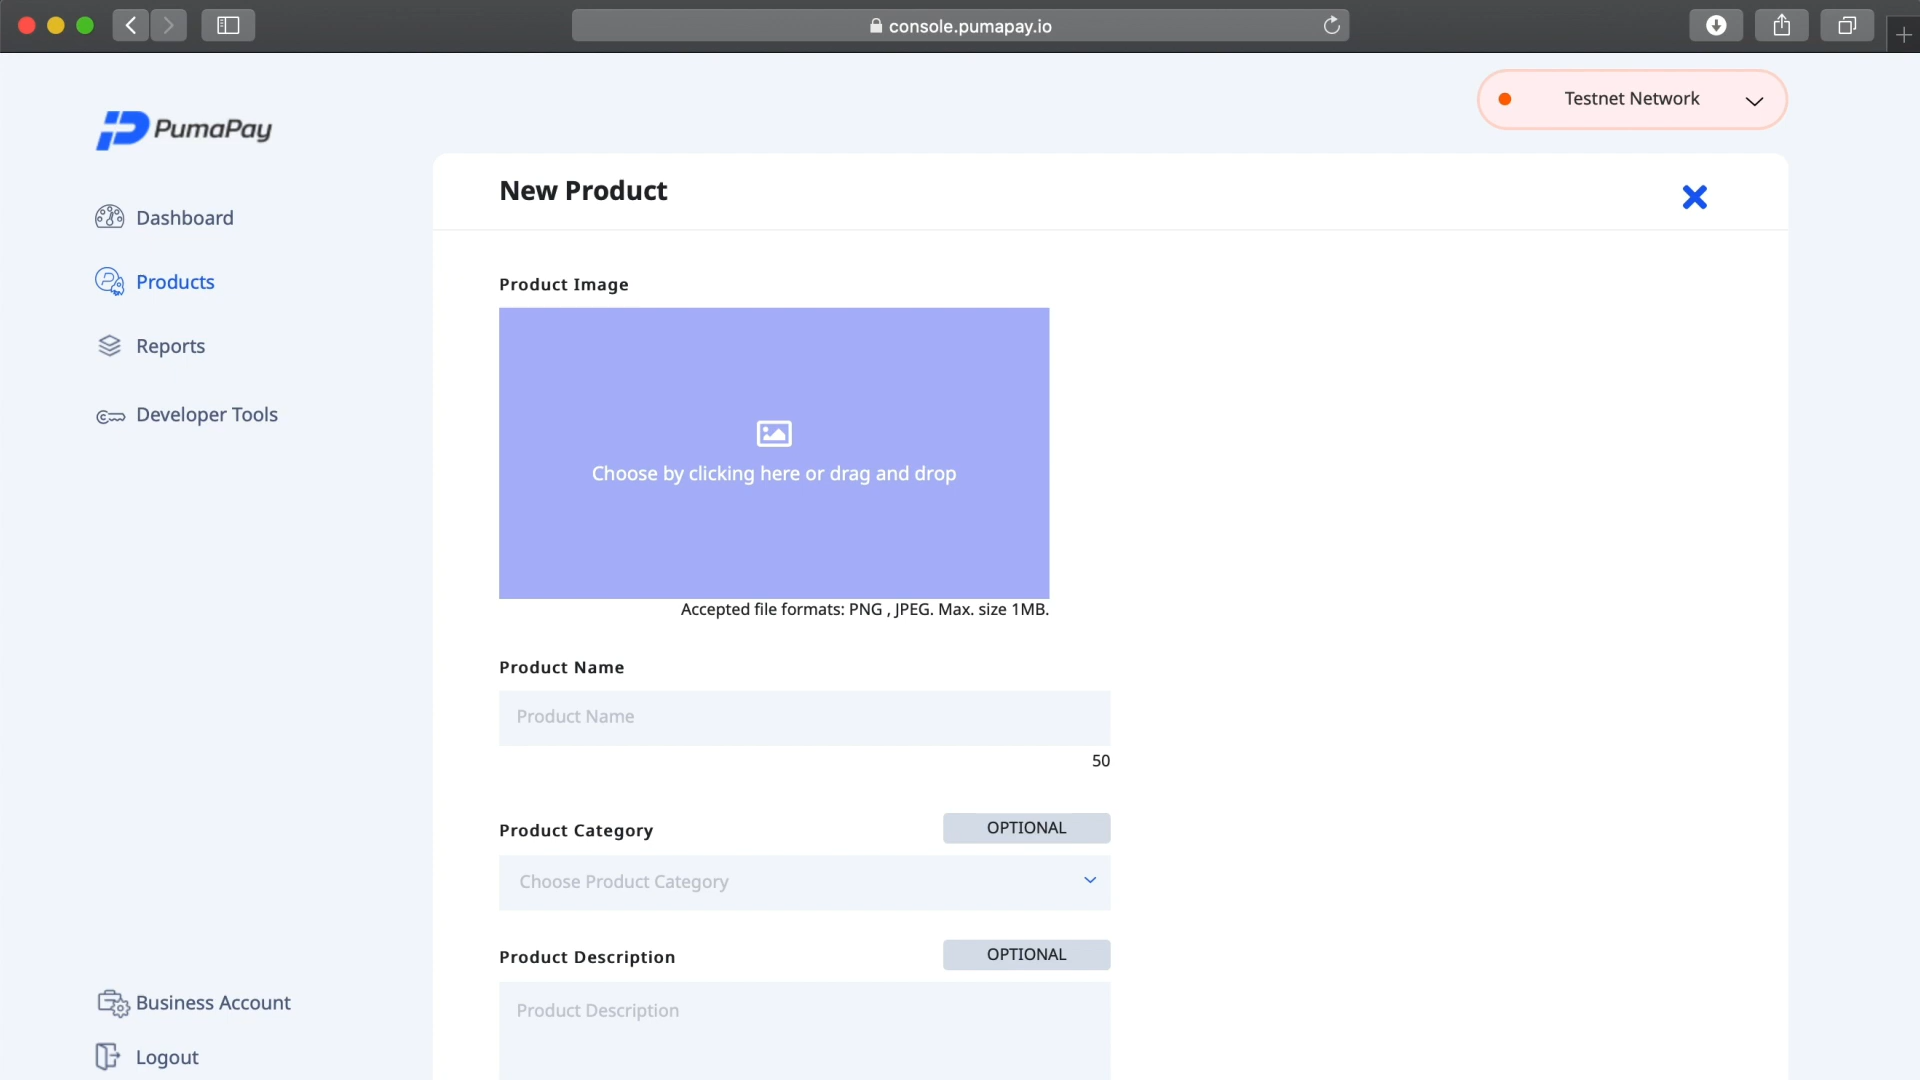 console.pumapay.io
Testnet Network
PumaPay
New Product
Dashboard
Products
Reports
Developer Tools
Product Image
Choose by clicking here or drag and drop
Accepted file formats: PNG , JPEG. Max. size 1MB.
Product Name
Product Name
50
Product Category
OPTIONAL
Choose Product Category
Product Description
OPTIONAL
Product Description
Business Account
Logout